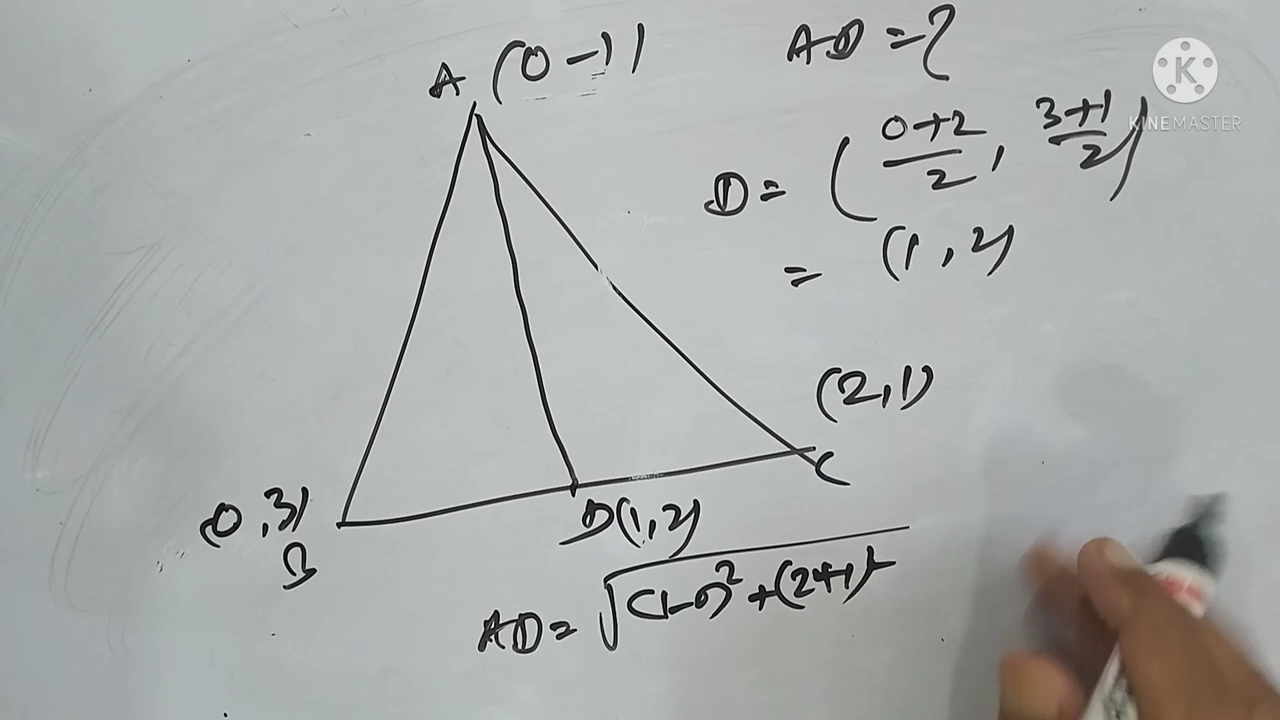 A (0 -1)
AD = ?
D = (0+2/2, 3+1/2)
= (1, 2)
(2,1)
C
(0,3)
B
D(1,2)
AD = √(1-0)² + (2+1)²
K
KINEMASTER